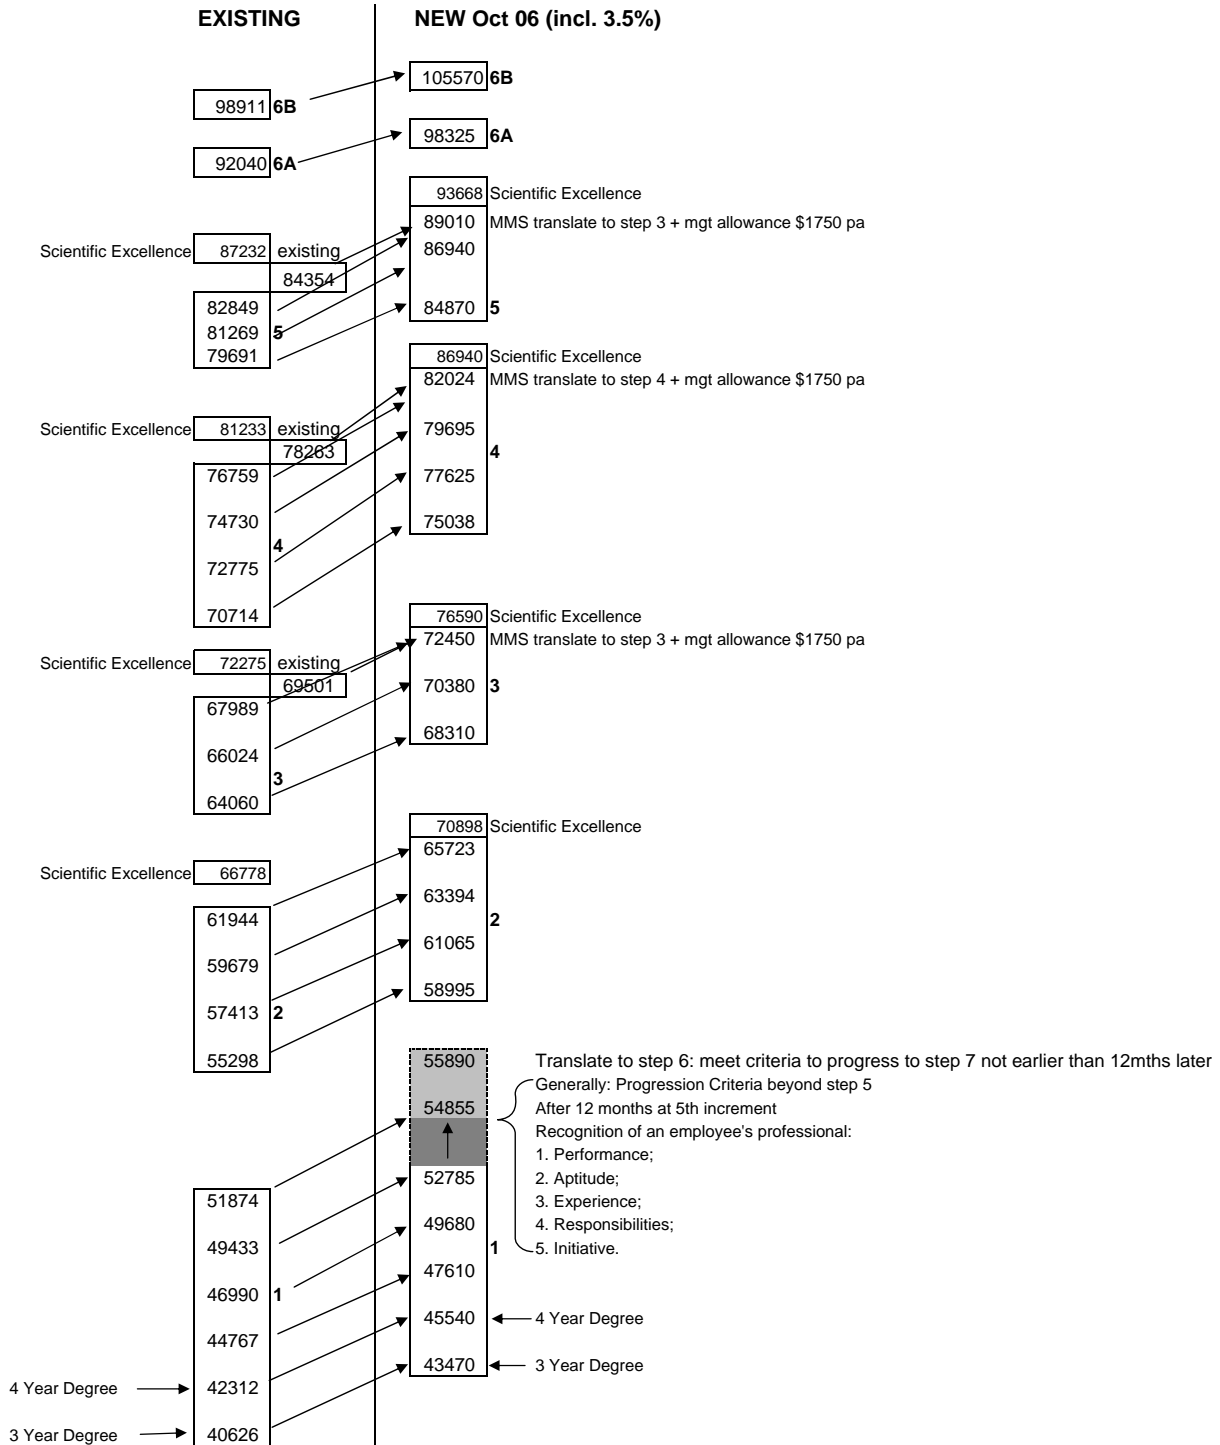 EXISTING NEW Oct 06 (incl. 3.5%)
105570 6B
98911 6B
98325 6A
92040 6A
93668 Scientific Excellence
89010 MMS translate to step 3 + mgt allowance $1750 pa
Scientific Excellence 87232 existing 86940
84354
82849 84870 5
81269 5
79691
86940 Scientific Excellence
82024 MMS translate to step 4 + mgt allowance $1750 pa
Scientific Excellence 81233 existing 79695
78263 4
76759 77625
74730 75038
4
72775
70714 76590 Scientific Excellence
72450 MMS translate to step 3 + mgt allowance $1750 pa
Scientific Excellence 72275 existing
69501 70380 3
67989
68310
66024
3
64060
70898 Scientific Excellence
65723
Scientific Excellence 66778
63394
61944 2
61065
59679
58995
57413 2
55298 55890 Translate to step 6: meet criteria to progress to step 7 not earlier than 12mths later
Generally: Progression Criteria beyond step 5
54855 After 12 months at 5th increment
Recognition of an employee's professional:
1. Performance;
52785 2. Aptitude;
51874 3. Experience;
49680 4. Responsibilities;
49433 1 5. Initiative.
47610
46990 1
45540 4 Year Degree
44767
43470 3 Year Degree
4 Year Degree 42312
3 Year Degree 40626